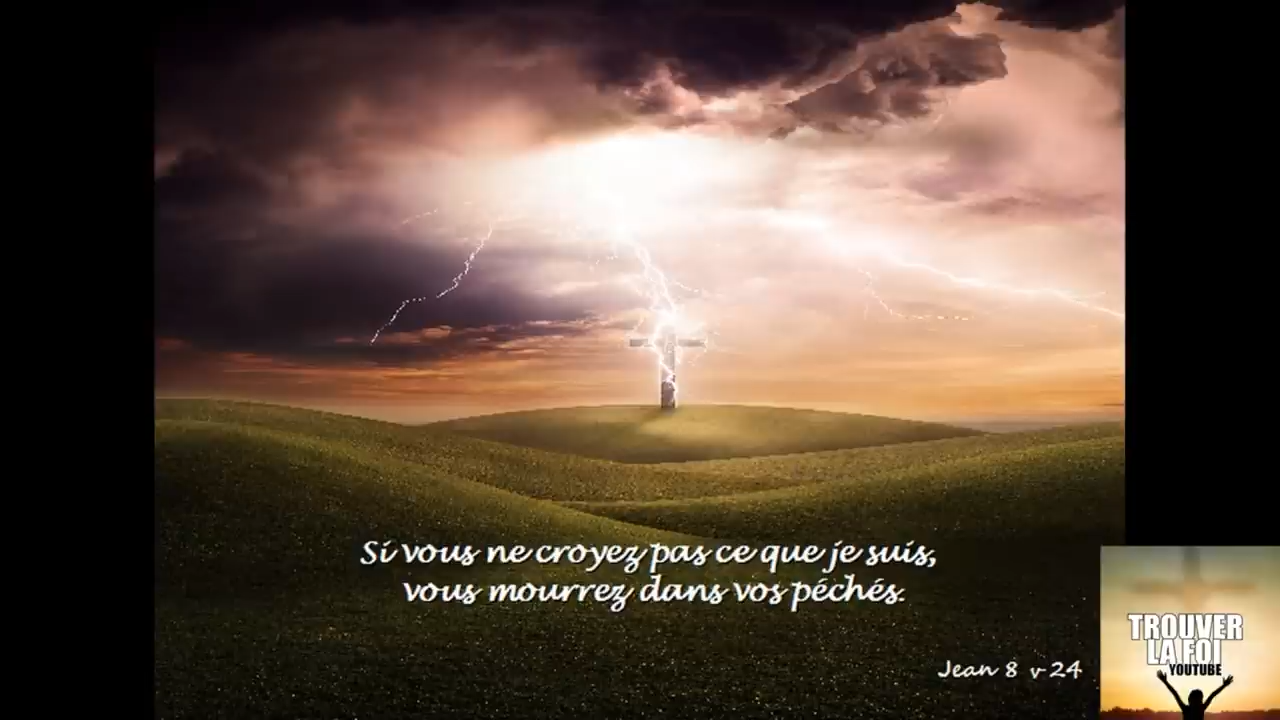 Si vous ne croyez pas ce que je suis,
vous mourrez dans vos péchés.
Jean 8 v 24
TROUVER
LA FOI
YOUTUBE